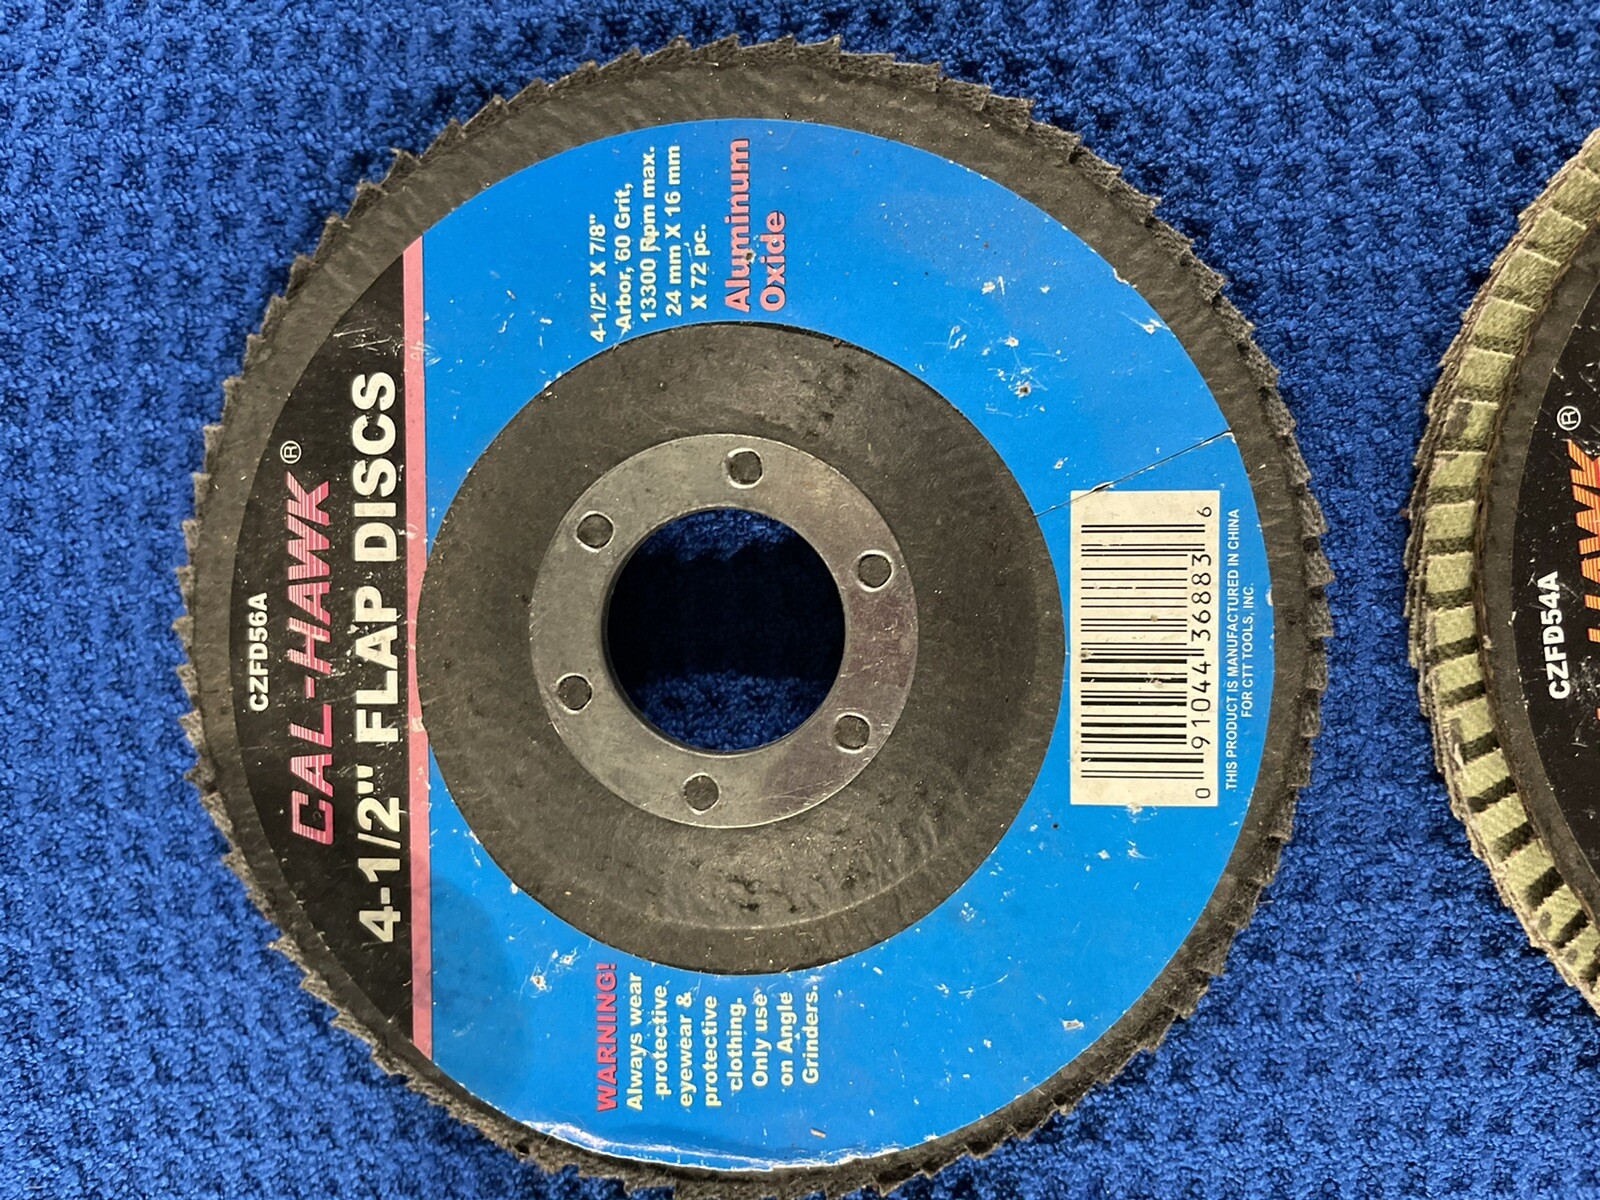 CZFD56A
CAL-HAWK®
4-1/2" FLAP DISCS
WARNING!
Always wear
protective
eyewear &
protective
clothing.
Only use
on Angle
Grinders.
4-1/2" X 7/8"
Arbor, 60 Grit,
13300 Rpm max.
24 mm X 16 mm
X 72 pc.
Aluminum
Oxide
0 91044 36883 6
THIS PRODUCT IS MANUFACTURED IN CHINA
FOR CTT TOOLS, INC.
CZFD54A
HAWK®